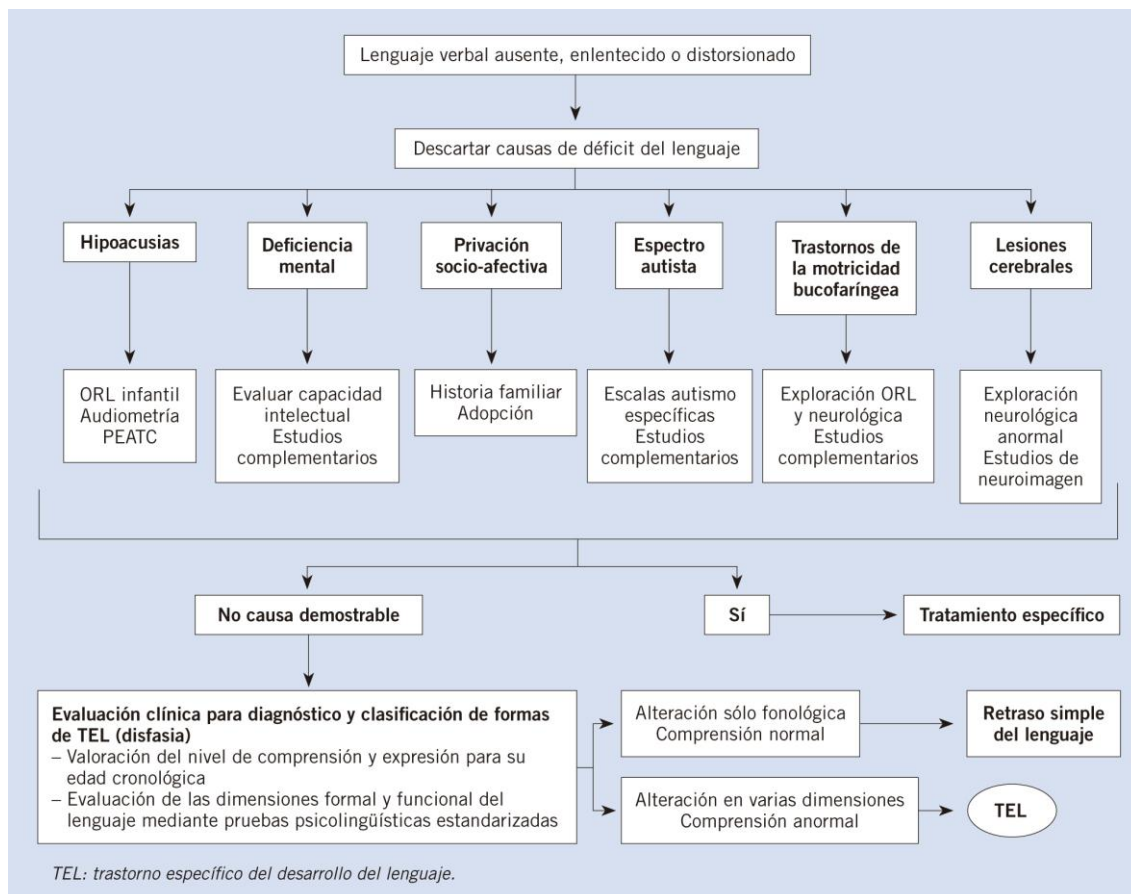 Lenguaje verbal ausente, enlentecido o distorsionado
Descartar causas de déficit del lenguaje
Hipoacusias
Deficiencia
mental
Privación
socio-afectiva
Espectro
autista
Trastornos de
la motricidad
bucofaríngea
Lesiones
cerebrales
ORL infantil
Audiometría
PEATC
Evaluar capacidad
intelectual
Estudios
complementarios
Historia familiar
Adopción
Escalas autismo
específicas
Estudios
complementarios
Exploración ORL
y neurológica
Estudios
complementarios
Exploración
neurológica
anormal
Estudios de
neuroimagen
No causa demostrable
Sí
Tratamiento específico
Evaluación clínica para diagnóstico y clasificación de formas
de TEL (disfasia)
– Valoración del nivel de comprensión y expresión para su
edad cronológica
– Evaluación de las dimensiones formal y funcional del
lenguaje mediante pruebas psicolingüísticas estandarizadas
Alteración sólo fonológica
Comprensión normal
Retraso simple
del lenguaje
Alteración en varias dimensiones
Comprensión anormal
TEL
TEL: trastorno específico del desarrollo del lenguaje.